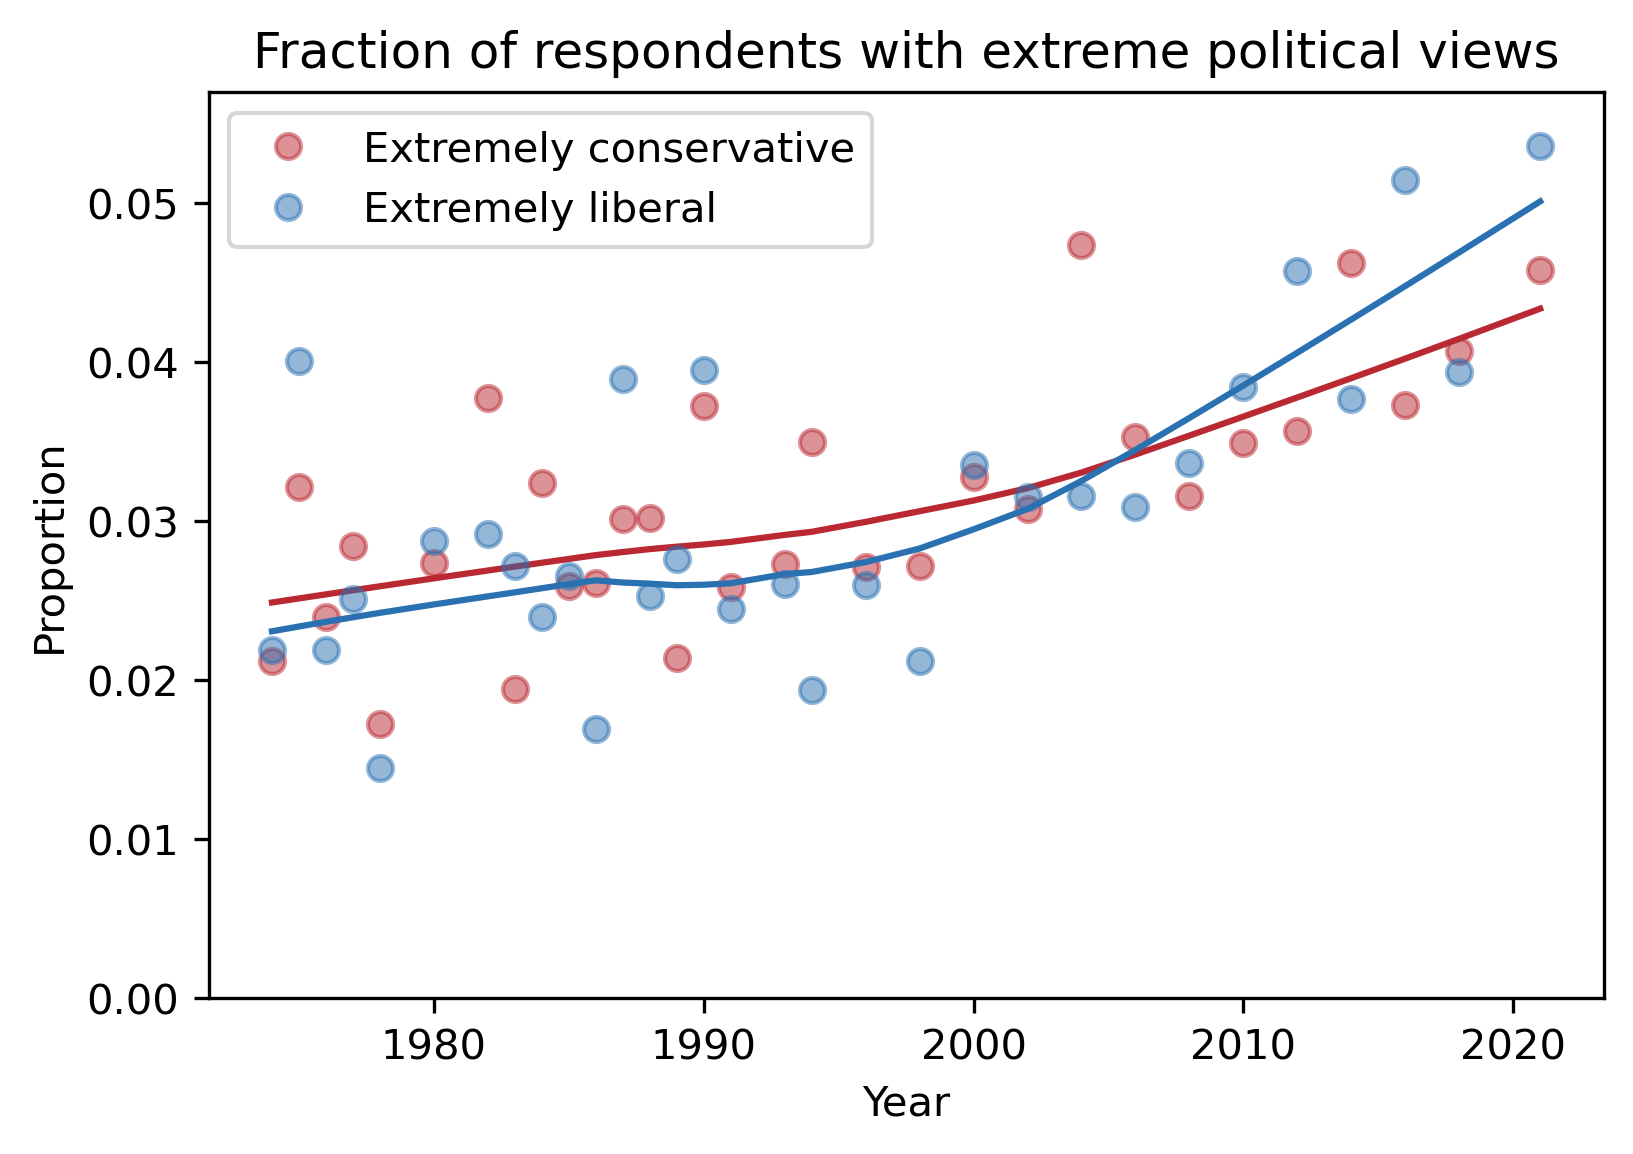 Fraction of respondents with extreme political views
Extremely conservative
Extremely liberal
0.05
0.04
0.03
0.02
0.01
0.00
Proportion
1980 1990 2000 2010 2020
Year